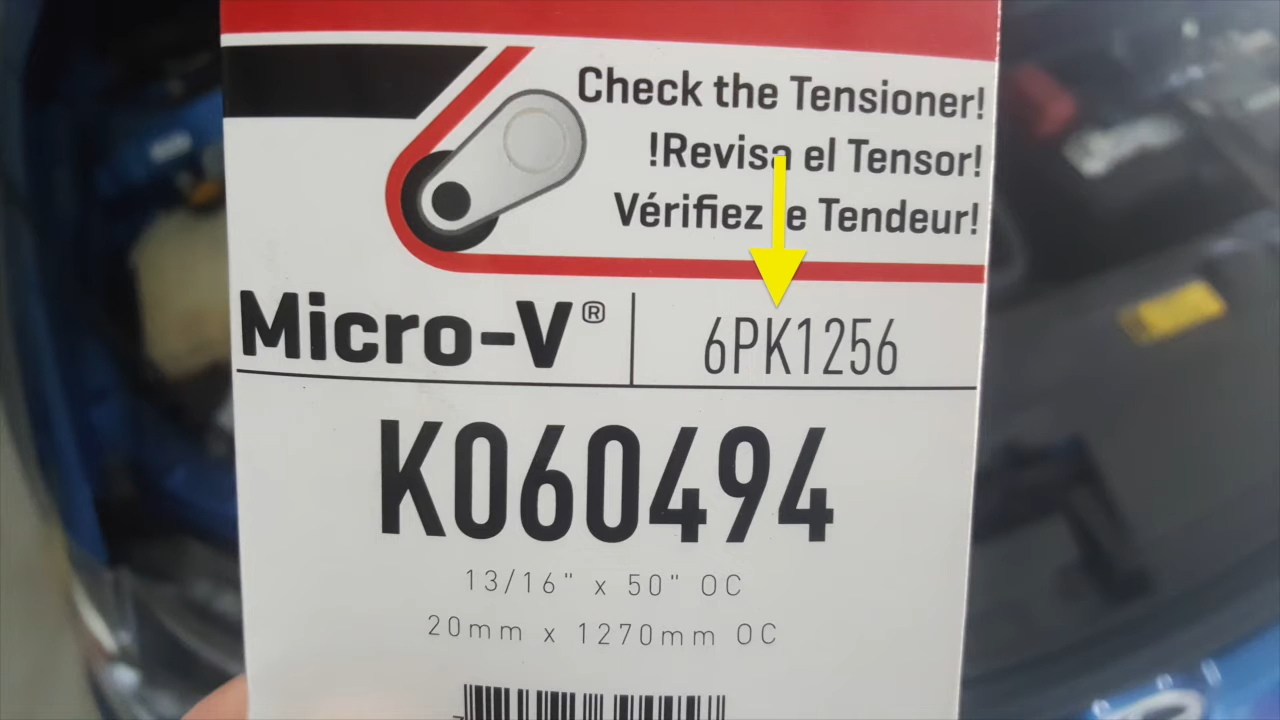 Check the Tensioner!
!Revisa el Tensor!
Vérifiez le Tendeur!
Micro-V®
6PK1256
K060494
13/16" x 50" OC
20mm x 1270mm OC